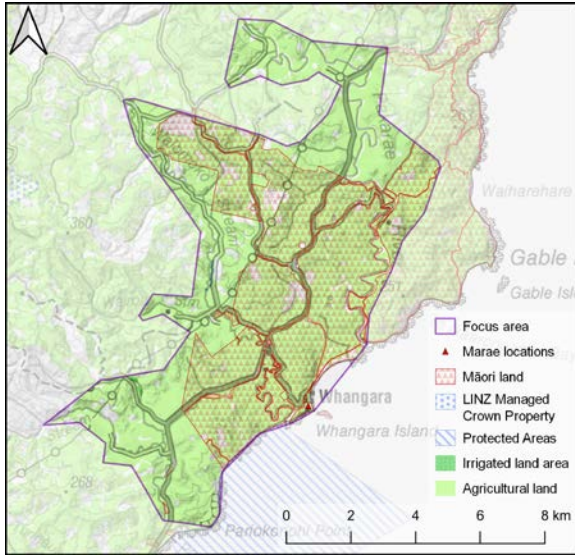 Waiharehare
360
Gable
Gable Isl
Whangara
Whangara Island
268
Focus area
Marae locations
Māori land
LINZ Managed
Crown Property
Protected Areas
Irrigated land area
Agricultural land
0 2 4 6 8 km